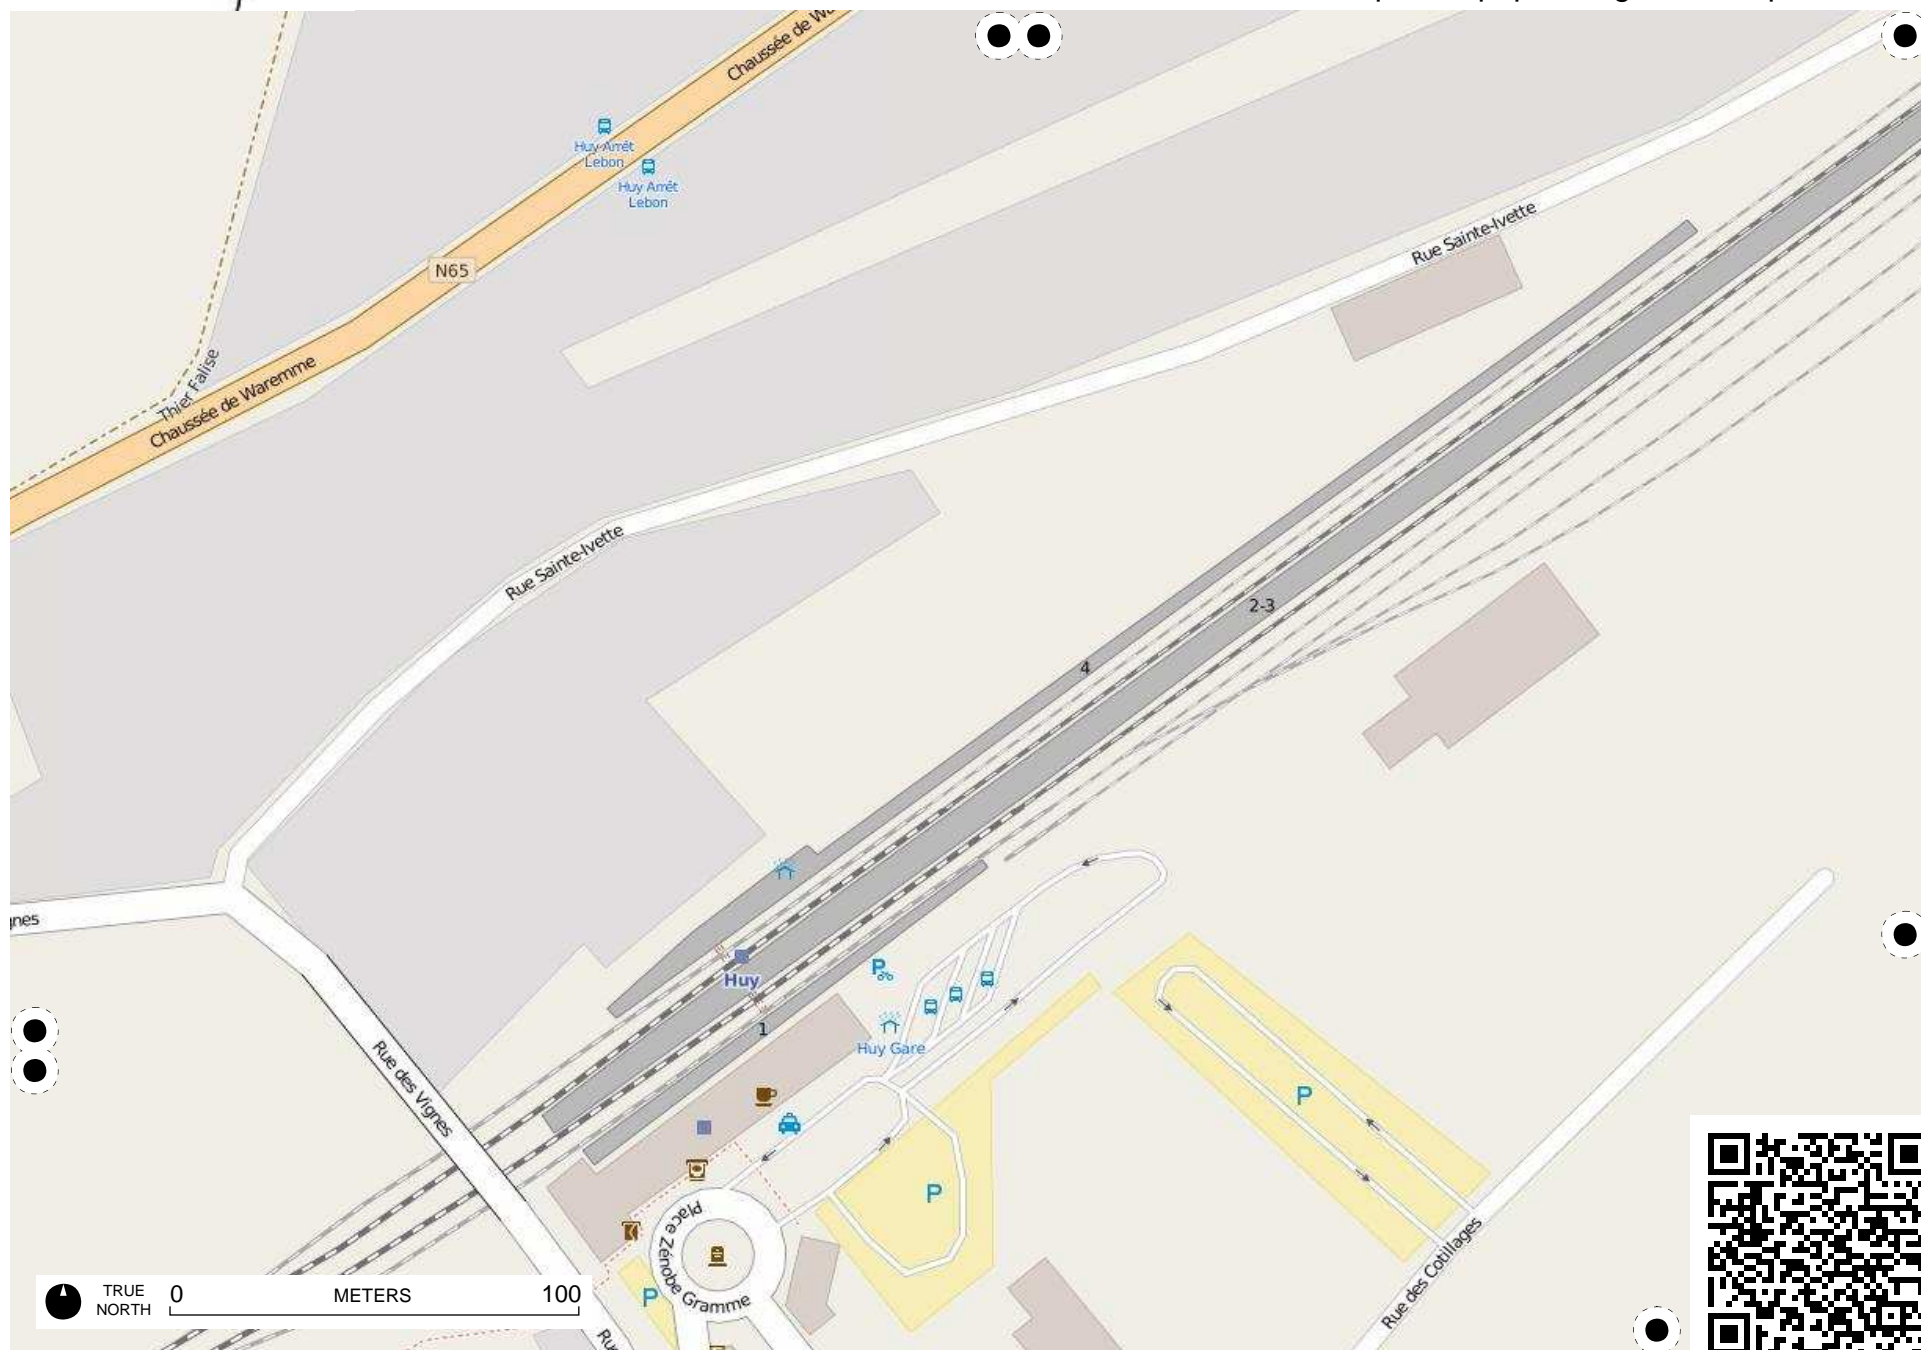 Chaussée de
Huy Arrêt
Lebon
Huy Arrêt
Lebon
N65
Rue Sainte-Ivette
Thier Falise
Chaussée de Waremme
Rue Sainte-Ivette
2-3
4
Huy
1
Huy Gare
Rue des Vignes
P
P
P
P
Place Zénobe Gramme
Rue des Cotillages
TRUE
NORTH
0
METERS
100